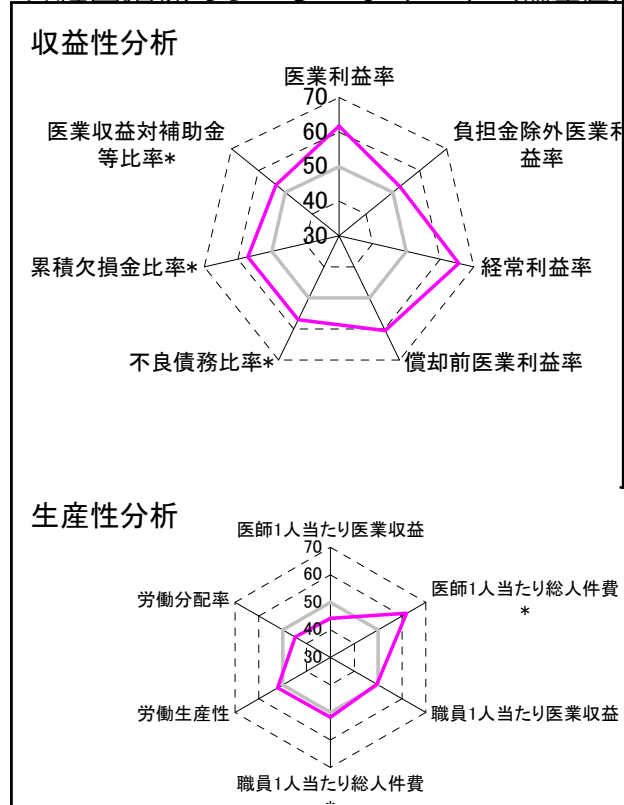 収益性分析
医業利益率
70
60
50
40
30
医業収益対補助金
等比率*
負担金除外医業利
益率
累積欠損金比率*
経常利益率
不良債務比率*
償却前医業利益率
生産性分析
医師1人当たり医業収益
70
60
50
40
30
労働分配率
医師1人当たり総人件費
*
労働生産性
職員1人当たり医業収益
職員1人当たり総人件費
*